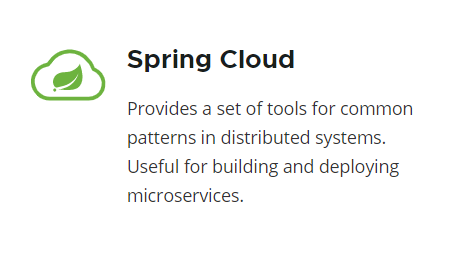 Spring Cloud
Provides a set of tools for common
patterns in distributed systems.
Useful for building and deploying
microservices.